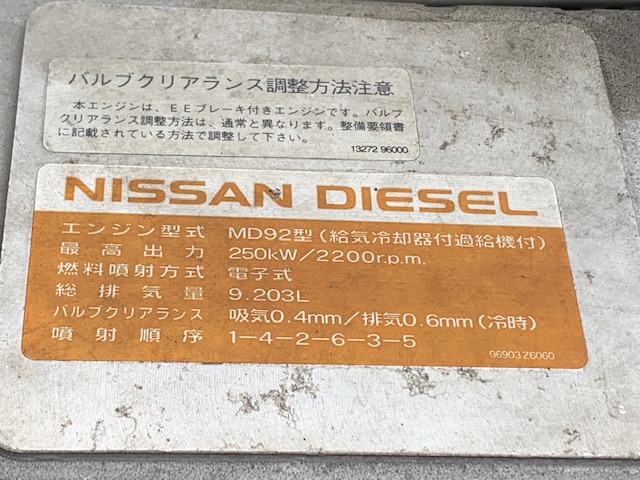 バルブクリアランス調整方法注意
本エンジンは、EEブレーキ付きエンジンです。バルブ
クリアランス調整方法は、通常と異なります。整備要領書
に記載されている方法で調整して下さい。
13272 96000
NISSAN DIESEL
エンジン型式 MD92型(給気冷却器付過給機付)
最高出力 250kW/2200r.p.m.
燃料噴射方式 電子式
総排気量 9.203L
バルブクリアランス 吸気0.4mm/排気0.6mm(冷時)
噴射順序 1-4-2-6-3-5
96903Z6060